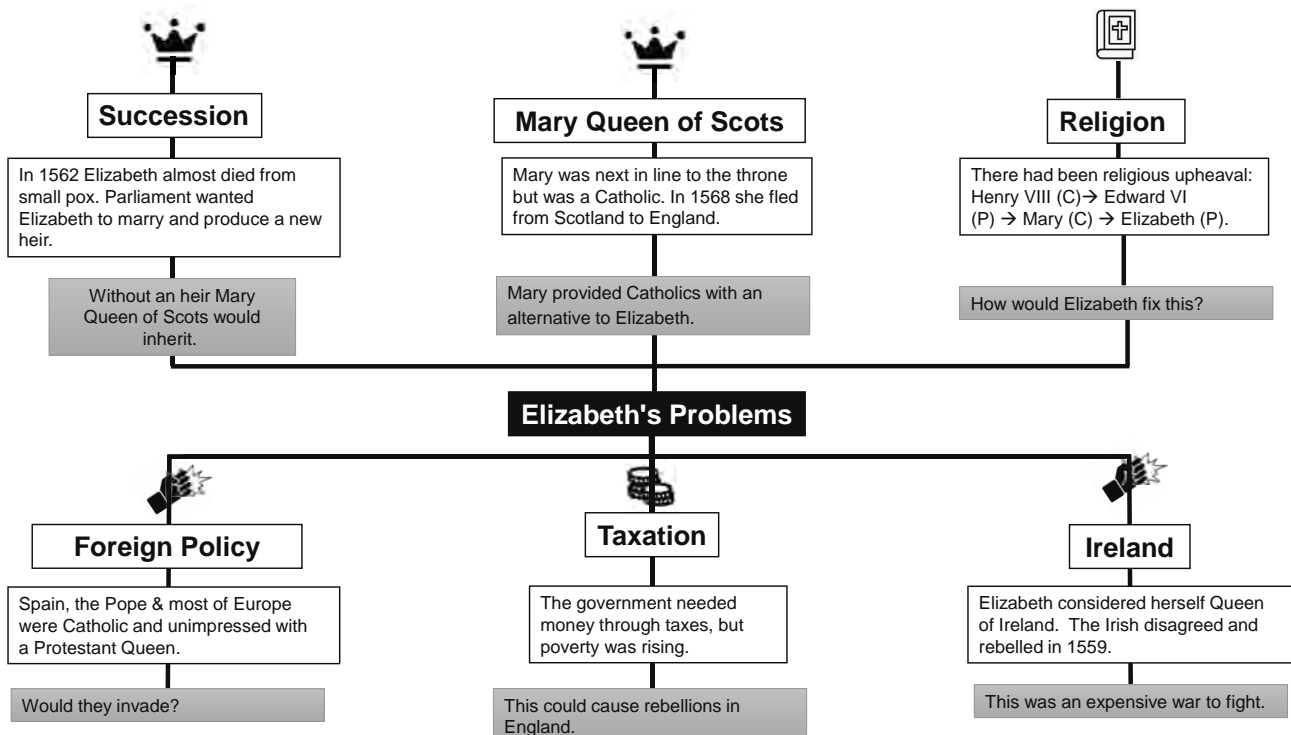 Succession
In 1562 Elizabeth almost died from
small pox. Parliament wanted
Elizabeth to marry and produce a new
heir.
Without an heir Mary
Queen of Scots would
inherit.
Mary Queen of Scots
Mary was next in line to the throne
but was a Catholic. In 1568 she fled
from Scotland to England.
Mary provided Catholics with an
alternative to Elizabeth.
Religion
There had been religious upheaval:
Henry VIII (C)→ Edward VI
(P) → Mary (C) → Elizabeth (P).
How would Elizabeth fix this?
Elizabeth's Problems
Foreign Policy
Spain, the Pope & most of Europe
were Catholic and unimpressed with
a Protestant Queen.
Would they invade?
Taxation
The government needed
money through taxes, but
poverty was rising.
This could cause rebellions in
England.
Ireland
Elizabeth considered herself Queen
of Ireland. The Irish disagreed and
rebelled in 1559.
This was an expensive war to fight.